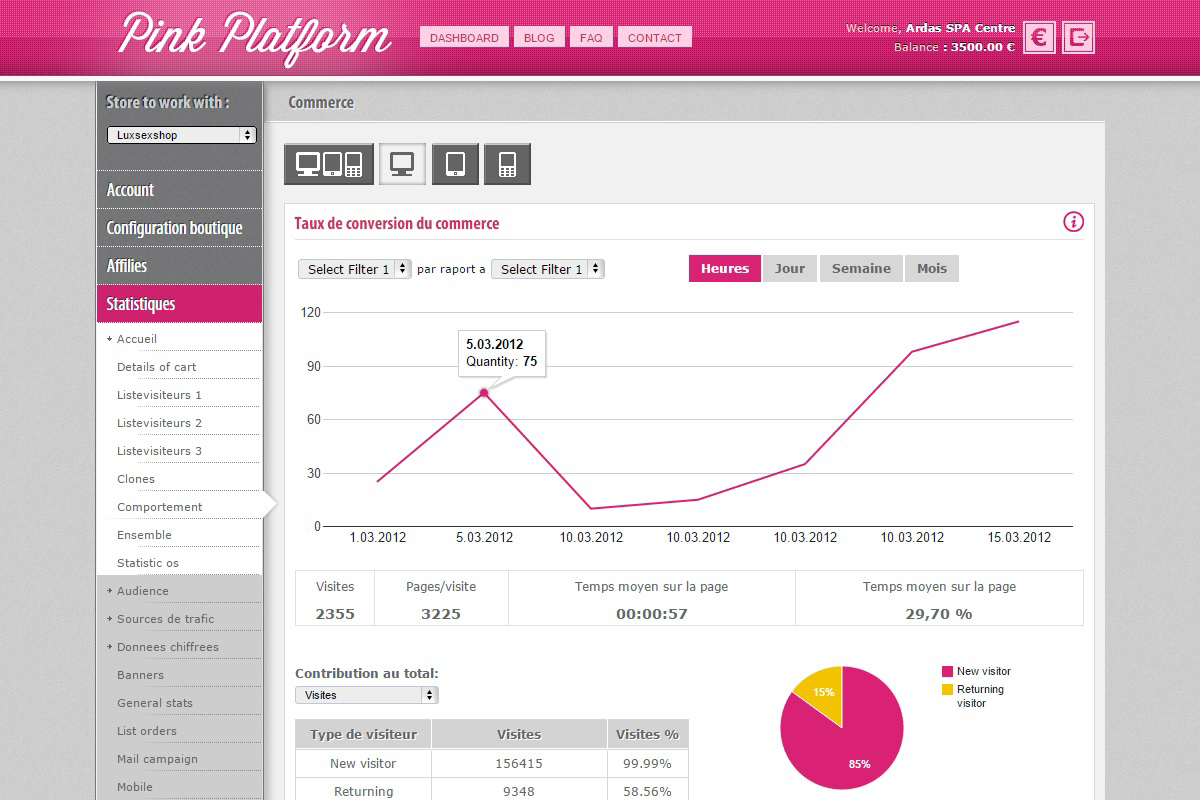 Pink Platform
DASHBOARD
BLOG
FAQ
CONTACT
Welcome, Ardas SPA Centre
Balance : 3500.00 €
€
Store to work with :
Luxsexshop
Account
Configuration boutique
Affilies
Statistiques
Accueil
Details of cart
Listevisiteurs 1
Listevisiteurs 2
Listevisiteurs 3
Clones
Comportement
Ensemble
Statistic os
Audience
Sources de trafic
Donnees chiffrees
Banners
General stats
List orders
Mail campaign
Mobile
Commerce
Taux de conversion du commerce
i
Select Filter 1 par raport a Select Filter 1
Heures
Jour
Semaine
Mois
120
90
60
30
0
5.03.2012
Quantity: 75
1.03.2012
5.03.2012
10.03.2012
10.03.2012
10.03.2012
10.03.2012
15.03.2012
Visites
2355
Pages/visite
3225
Temps moyen sur la page
00:00:57
Temps moyen sur la page
29,70 %
Contribution au total:
Visites
Type de visiteur Visites Visites %
New visitor 156415 99.99%
Returning 9348 58.56%
15%
85%
New visitor
Returning
visitor